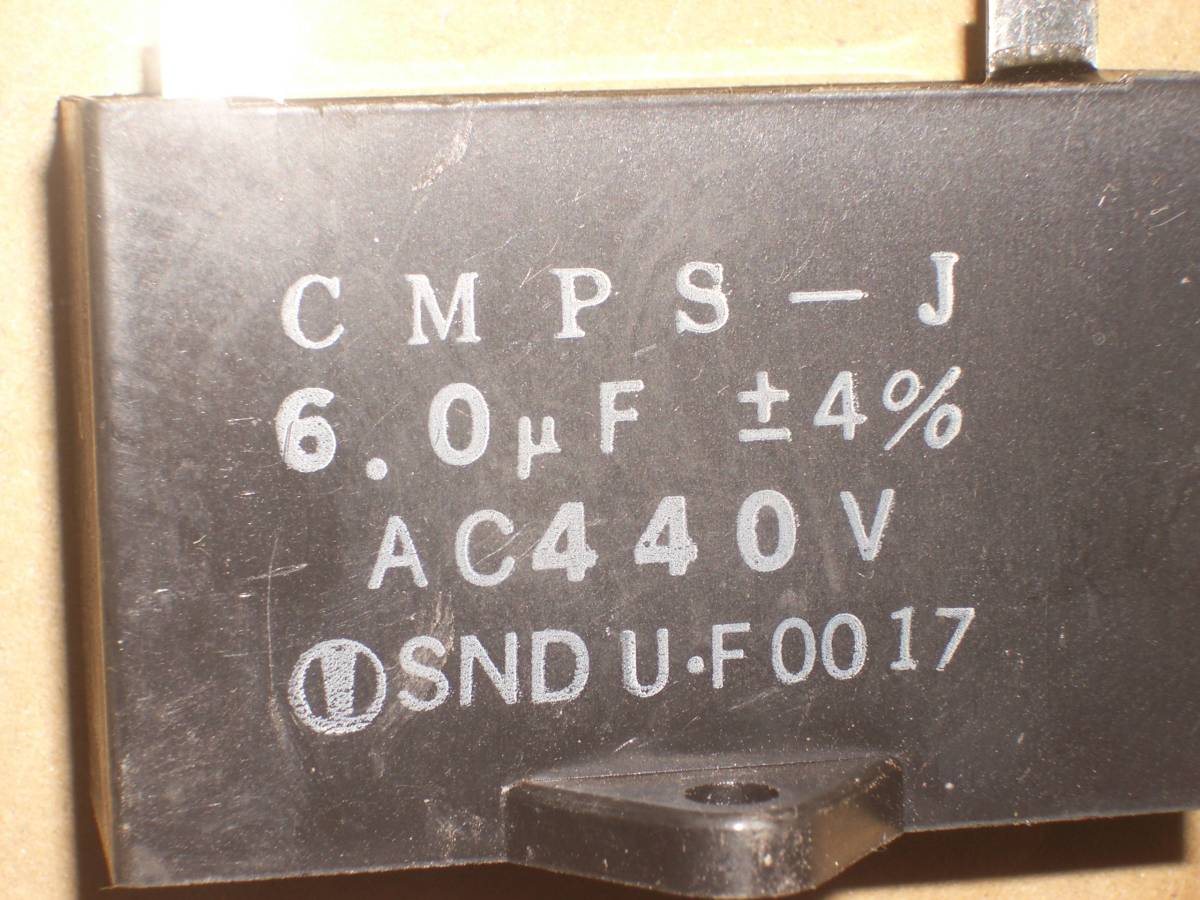 CMPS-J
6.0μF ±4%
AC440V
SND U·F0017